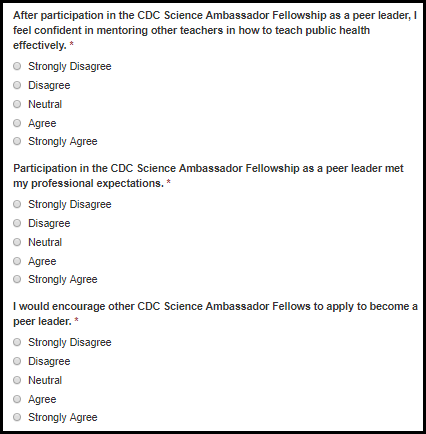 After participation in the CDC Science Ambassador Fellowship as a peer leader, I
feel confident in mentoring other teachers in how to teach public health
effectively. *
Strongly Disagree
Disagree
Neutral
Agree
Strongly Agree
Participation in the CDC Science Ambassador Fellowship as a peer leader met
my professional expectations. *
Strongly Disagree
Disagree
Neutral
Agree
Strongly Agree
I would encourage other CDC Science Ambassador Fellows to apply to become a
peer leader. *
Strongly Disagree
Disagree
Neutral
Agree
Strongly Agree